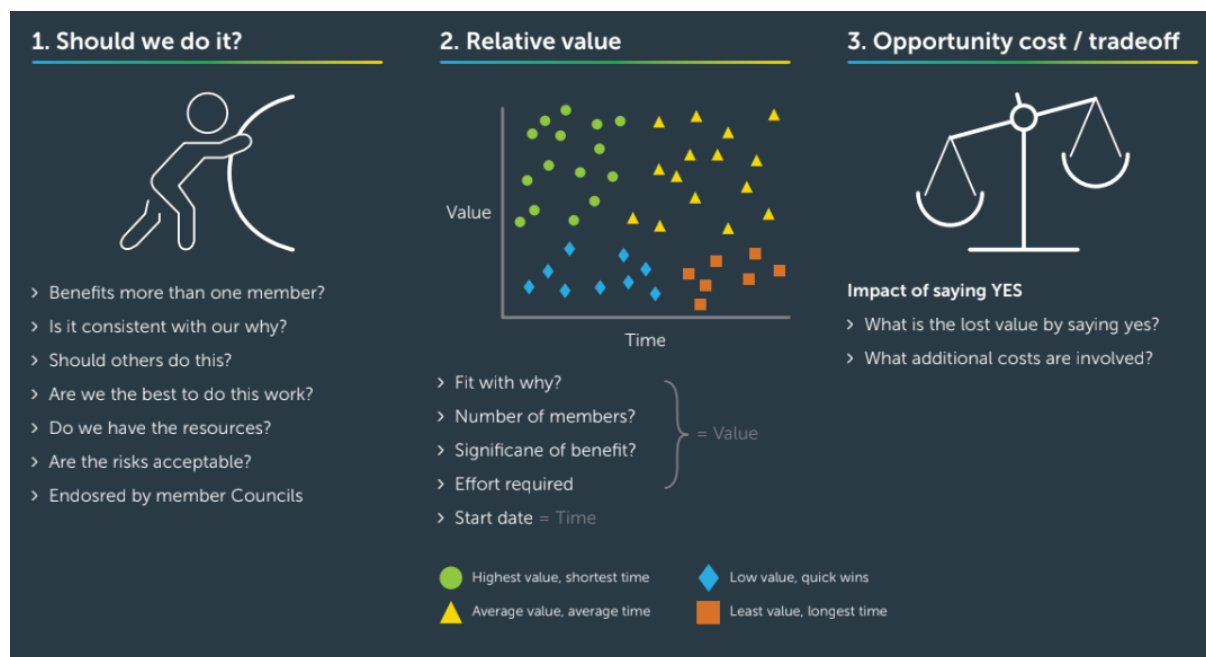 1. Should we do it?
> Benefits more than one member?
> Is it consistent with our why?
> Should others do this?
> Are we the best to do this work?
> Do we have the resources?
> Are the risks acceptable?
> Endosred by member Councils
2. Relative value
Value
Time
> Fit with why?
> Number of members?
> Significane of benefit?
> Effort required
= Value
> Start date = Time
Highest value, shortest time
Average value, average time
Low value, quick wins
Least value, longest time
3. Opportunity cost / tradeoff
Impact of saying YES
> What is the lost value by saying yes?
> What additional costs are involved?